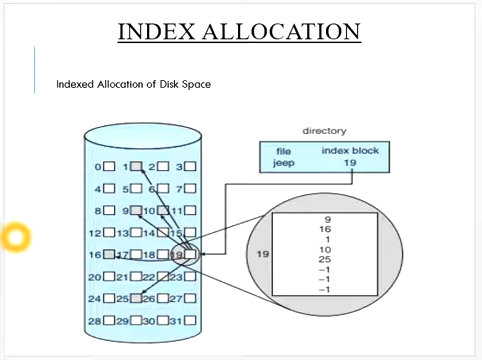 INDEX ALLOCATION
Indexed Allocation of Disk Space
directory
file index block
jeep 19
0 1 2 3
4 5 6 7
8 9 10 11
12 13 14 15
16 17 18 19
20 21 22 23
24 25 26 27
28 29 30 31
19
9
16
1
10
25
-1
-1
-1